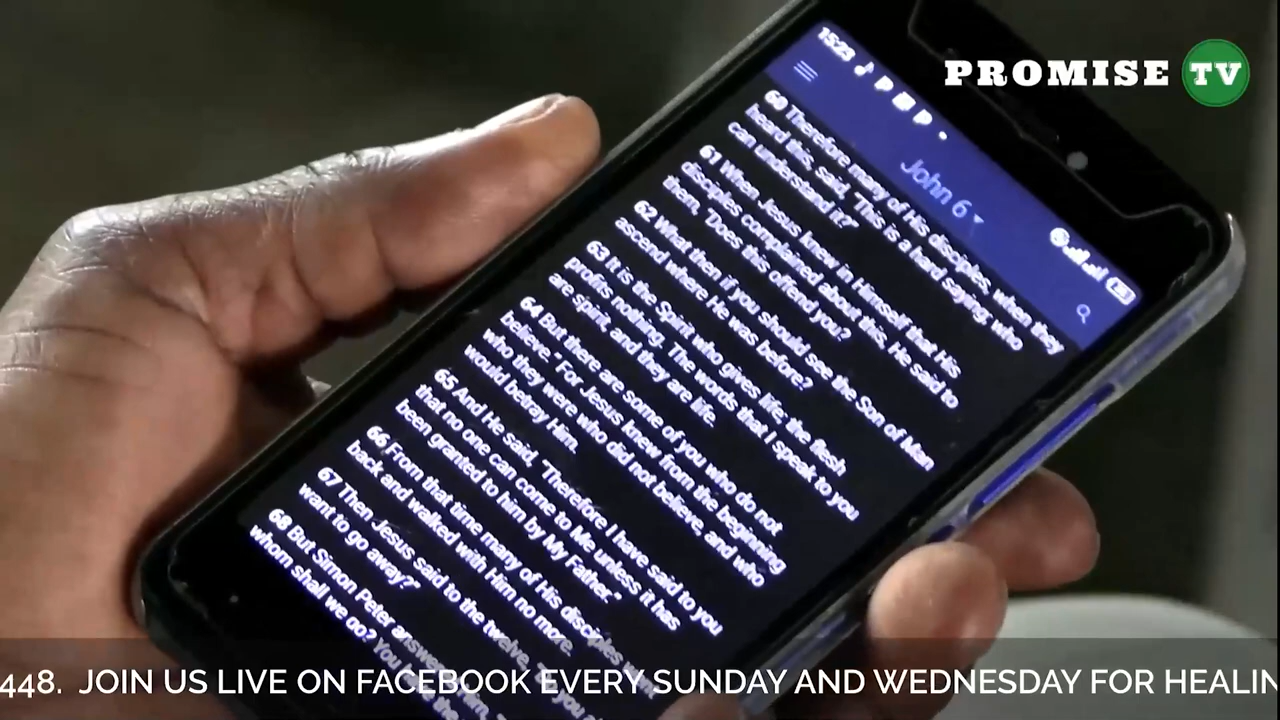 PROMISE TV
15:23
John 6
60 Therefore many of His disciples, when they
heard this, said, "This is a hard saying; who
can understand it?"
61 When Jesus knew in Himself that His
disciples complained about this, He said to
them, "Does this offend you?
62 What then if you should see the Son of Man
ascend where He was before?
63 It is the Spirit who gives life; the flesh
profits nothing. The words that I speak to you
are spirit, and they are life.
64 But there are some of you who do not
believe." For Jesus knew from the beginning
who they were who did not believe, and who
would betray Him.
65 And He said, "Therefore I have said to you
that no one can come to Me unless it has
been granted to him by My Father."
66 From that time many of His disciples went
back and walked with Him no more.
67 Then Jesus said to the twelve, "Do you
want to go away?"
68 But Simon Peter answered
whom shall we go? You
448. JOIN US LIVE ON FACEBOOK EVERY SUNDAY AND WEDNESDAY FOR HEALIN